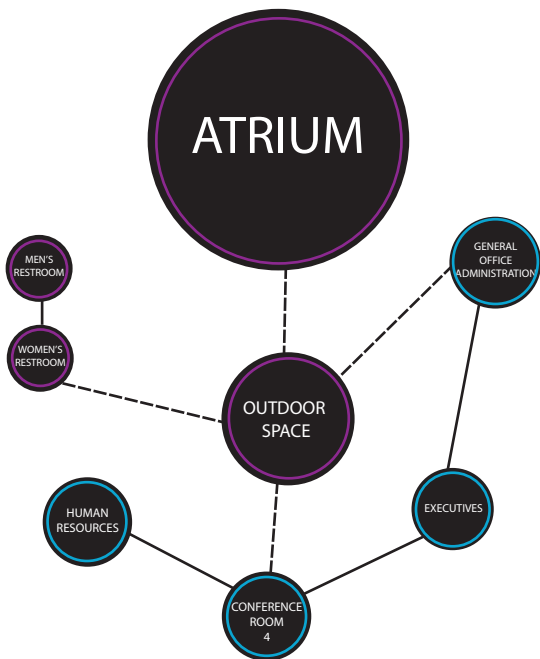 ATRIUM
GENERAL
OFFICE
ADMINISTRATION
MEN'S
RESTROOM
WOMEN'S
RESTROOM
OUTDOOR
SPACE
HUMAN
RESOURCES
EXECUTIVES
CONFERENCE
ROOM
4